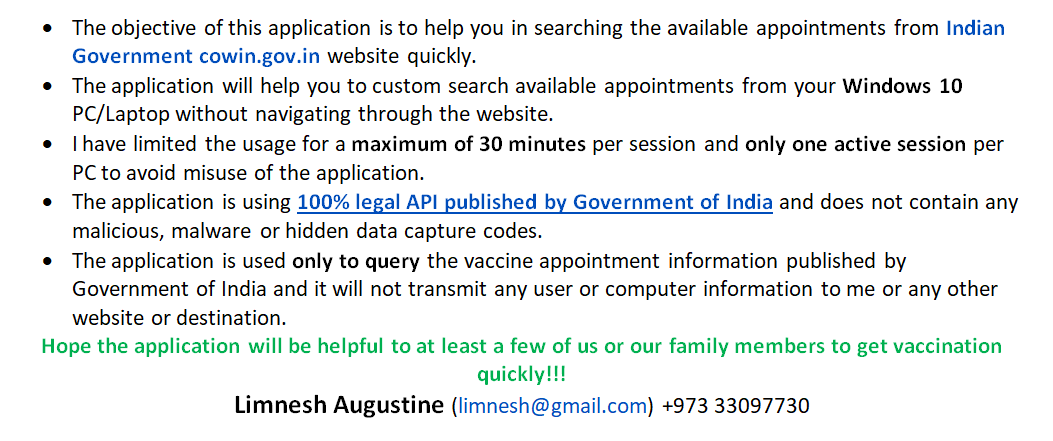 • The objective of this application is to help you in searching the available appointments from Indian
Government cowin.gov.in website quickly.
• The application will help you to custom search available appointments from your Windows 10
PC/Laptop without navigating through the website.
• I have limited the usage for a maximum of 30 minutes per session and only one active session per
PC to avoid misuse of the application.
• The application is using 100% legal API published by Government of India and does not contain any
malicious, malware or hidden data capture codes.
• The application is used only to query the vaccine appointment information published by
Government of India and it will not transmit any user or computer information to me or any other
website or destination.
Hope the application will be helpful to at least a few of us or our family members to get vaccination
quickly!!!
Limnesh Augustine (limnesh@gmail.com) +973 33097730